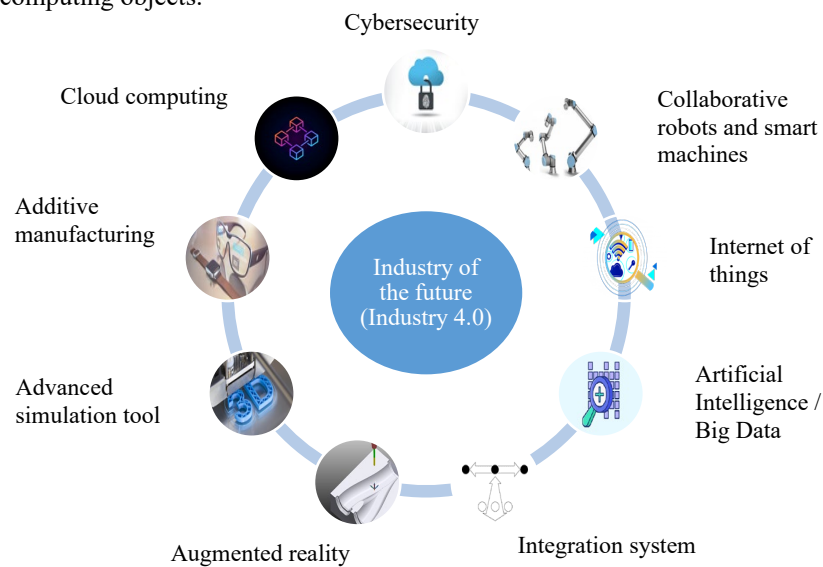 computing objects.
Cybersecurity
Cloud computing
Collaborative
robots and smart
machines
Additive
manufacturing
Internet of
things
Industry of
the future
(Industry 4.0)
Advanced
simulation tool
3D
Artificial
Intelligence /
Big Data
Augmented reality
Integration system